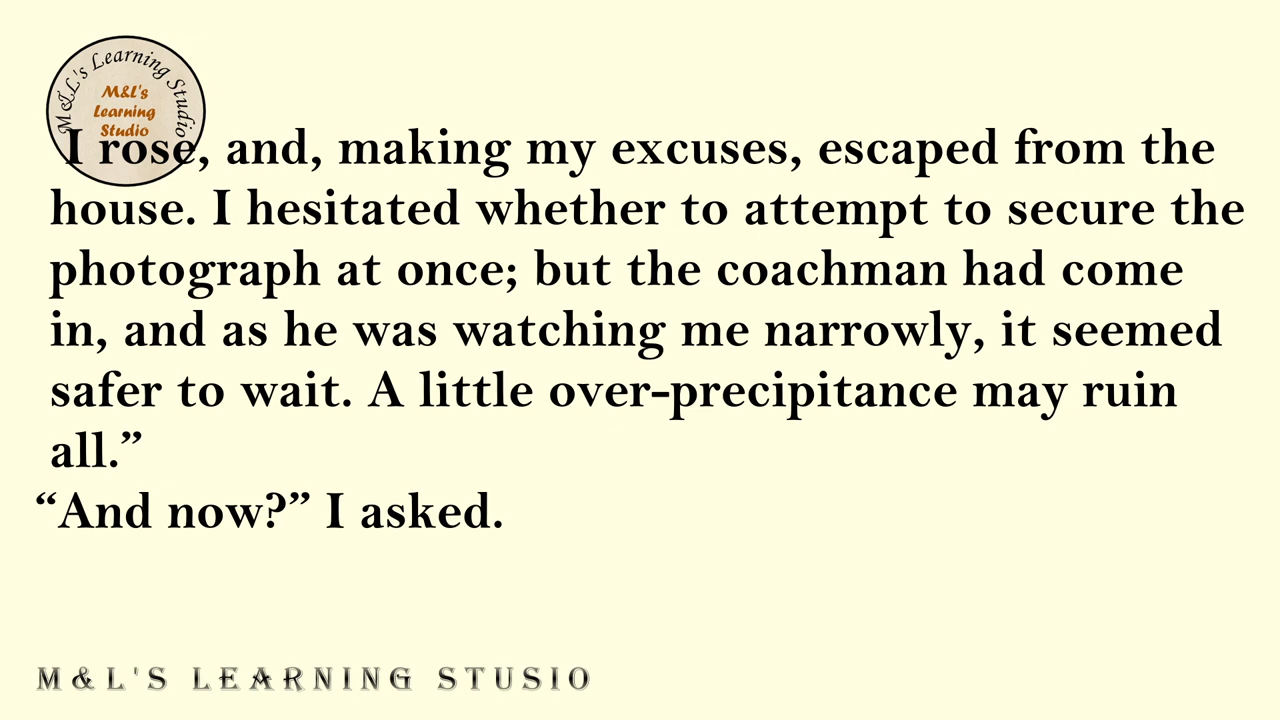 M&L's Learning Studio
M&L's
Learning
Studio
I rose, and, making my excuses, escaped from the
house. I hesitated whether to attempt to secure the
photograph at once; but the coachman had come
in, and as he was watching me narrowly, it seemed
safer to wait. A little over-precipitance may ruin
all.”
“And now?” I asked.
M&L'S LEARNING STUSIO